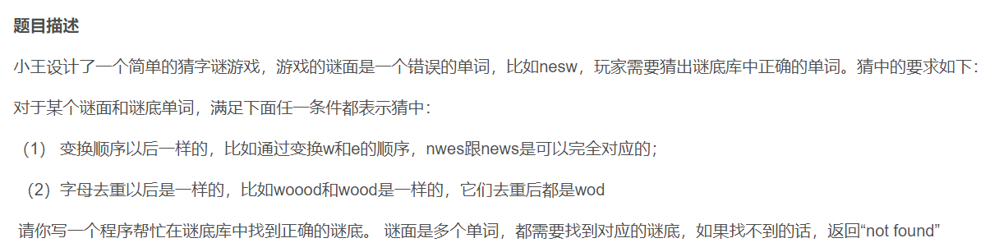 题目描述
小王设计了一个简单的猜字谜游戏，游戏的谜面是一个错误的单词，比如nesw，玩家需要猜出谜底库中正确的单词。猜中的要求如下：
对于某个谜面和谜底单词，满足下面任一条件都表示猜中：
（1） 变换顺序以后一样的，比如通过变换w和e的顺序，nwes跟news是可以完全对应的；
（2）字母去重以后是一样的，比如woood和wood是一样的，它们去重后都是wod
请你写一个程序帮忙在谜底库中找到正确的谜底。 谜面是多个单词，都需要找到对应的谜底，如果找不到的话，返回“not found”